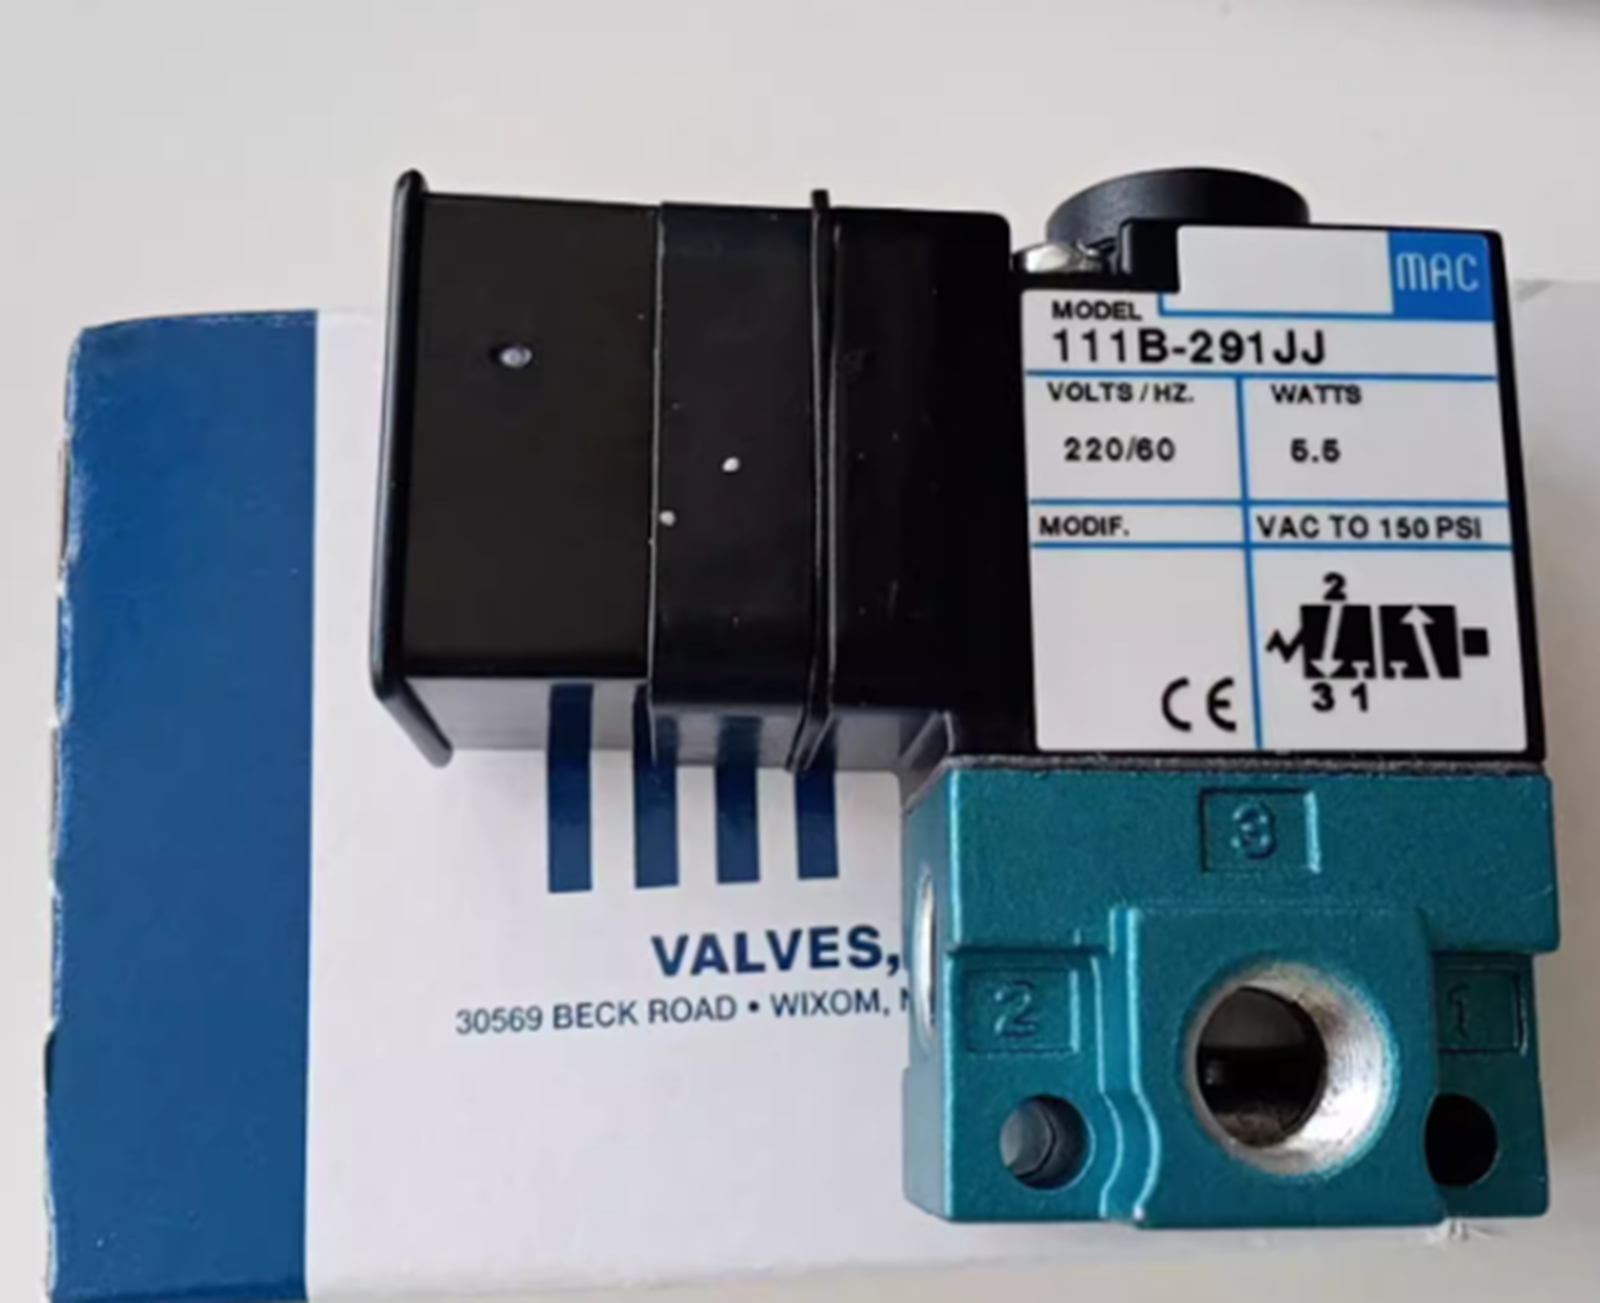 MAC
MODEL
111B-291JJ
VOLTS/HZ. WATTS
220/60 5.5
MODIF. VAC TO 150 PSI
2
3 1
CE
3
2 1
VALVES,
30569 BECK ROAD • WIXOM,